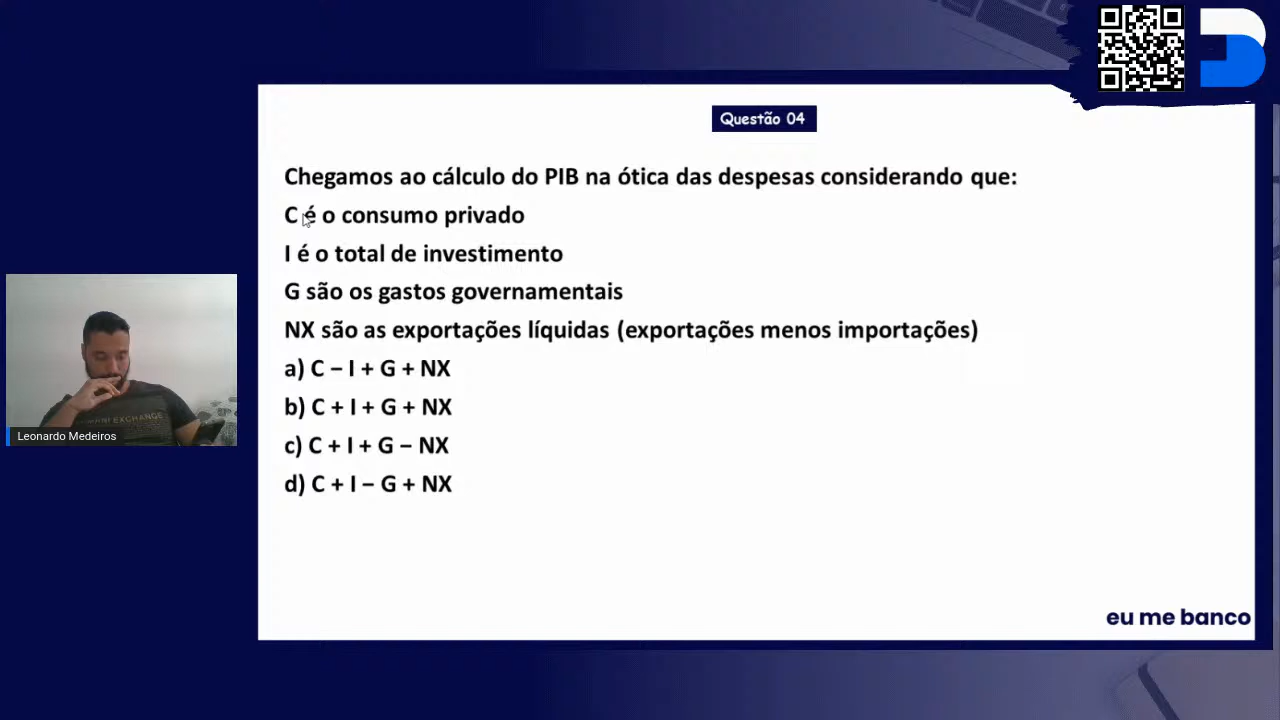 Questão 04
Chegamos ao cálculo do PIB na ótica das despesas considerando que:
C é o consumo privado
I é o total de investimento
G são os gastos governamentais
NX são as exportações líquidas (exportações menos importações)
a) C – I + G + NX
b) C + I + G + NX
c) C + I + G – NX
d) C + I – G + NX
Leonardo Medeiros
eu me banco